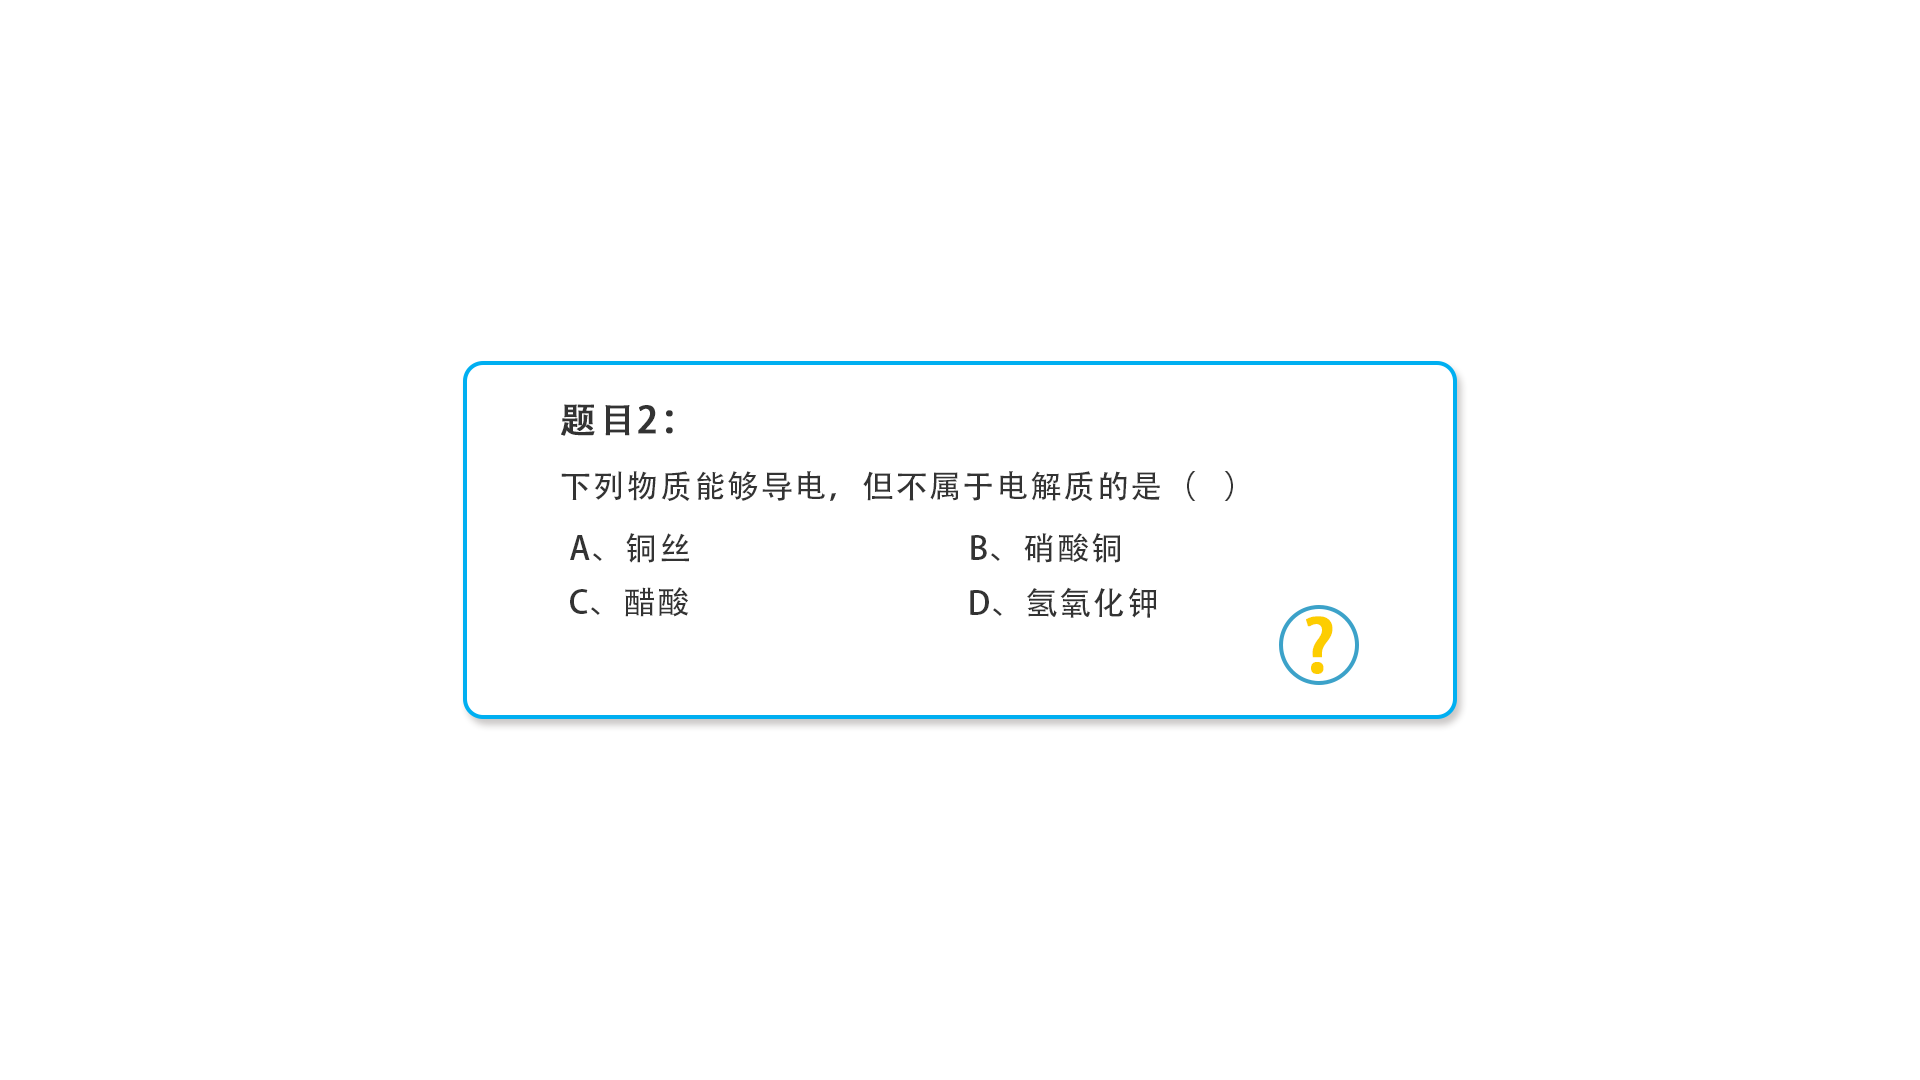 题目2：
下列物质能够导电，但不属于电解质的是（ ）
A、铜丝 B、硝酸铜
C、醋酸 D、氢氧化钾
?